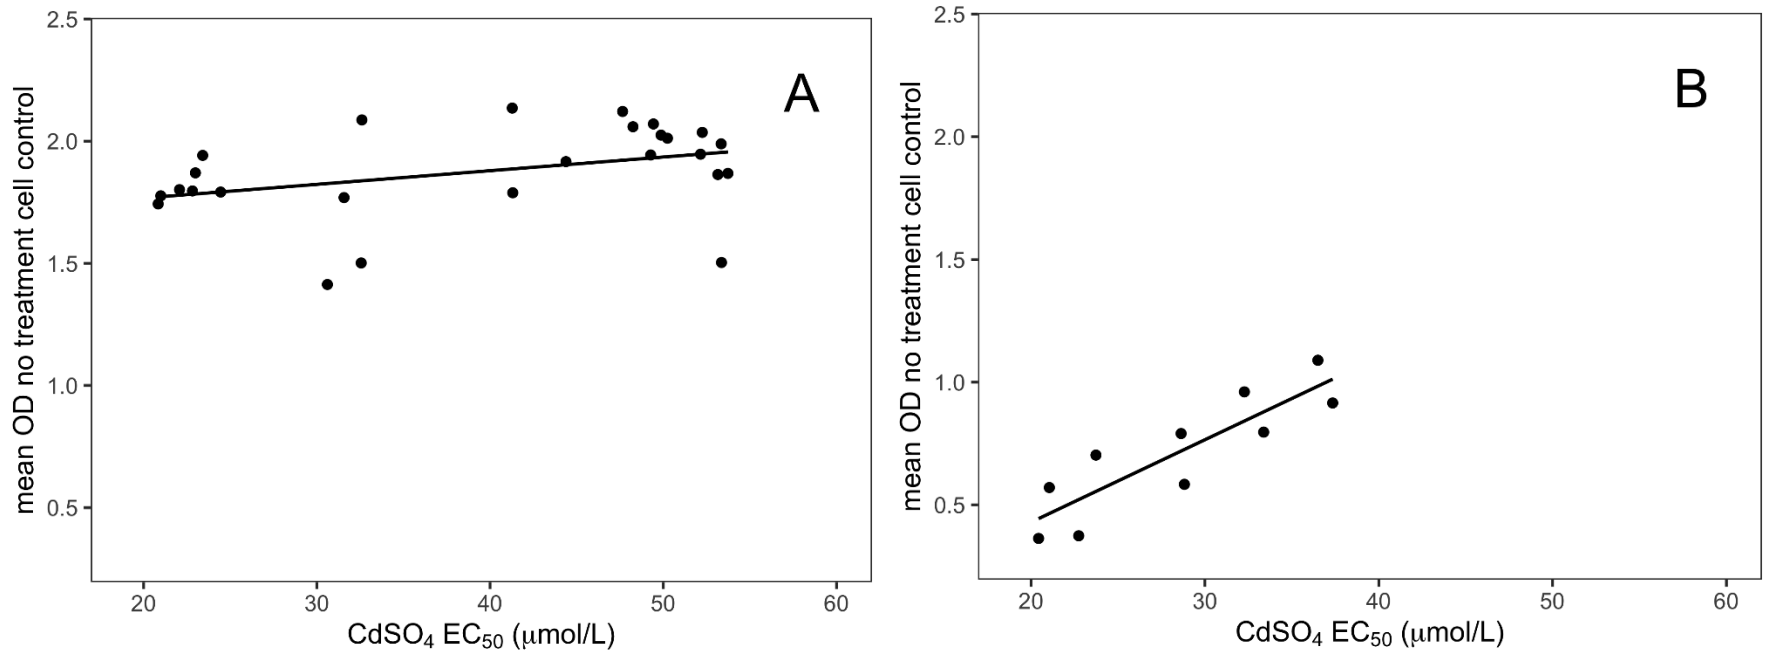 A
mean OD no treatment cell control
2.5
2.0
1.5
1.0
0.5
20 30 40 50 60
CdSO₄ EC₅₀ (μmol/L)
B
mean OD no treatment cell control
2.5
2.0
1.5
1.0
0.5
20 30 40 50 60
CdSO₄ EC₅₀ (μmol/L)